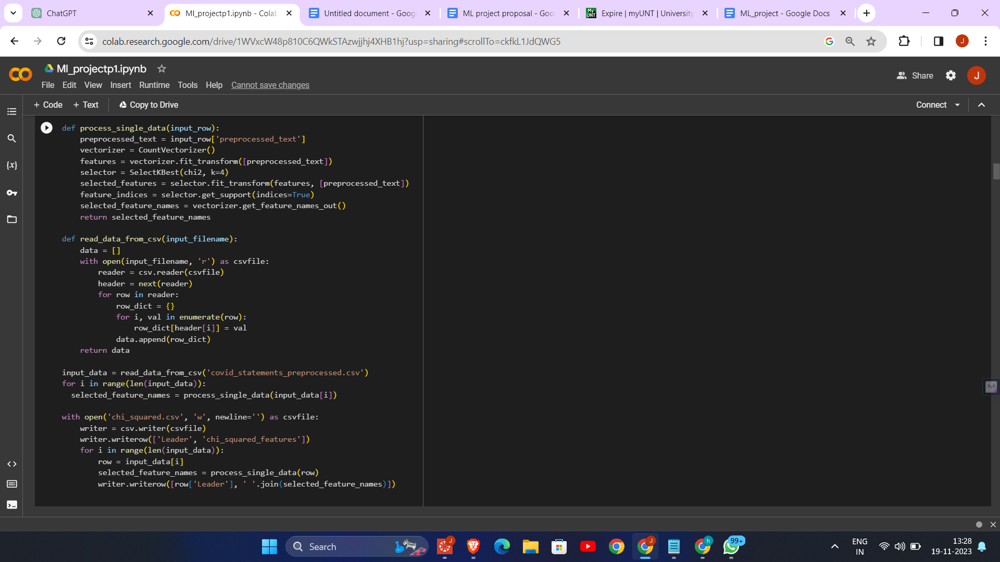 ChatGPT
Ml_projectp1.ipynb - Colab
Untitled document - Goog
ML project proposal - Goo
Expire | myUNT | University
ML_project - Google Docs
colab.research.google.com/drive/1WVxcW48p810C6QWkSTAzwjjhj4XHB1hj?usp=sharing#scrollTo=ckfkL1JdQWG5
J
Ml_projectp1.ipynb
File Edit View Insert Runtime Tools Help Cannot save changes
Share
J
+ Code + Text Copy to Drive
Connect
{x}
def process_single_data(input_row):
    preprocessed_text = input_row['preprocessed_text']
    vectorizer = CountVectorizer()
    features = vectorizer.fit_transform([preprocessed_text])
    selector = SelectKBest(chi2, k=4)
    selected_features = selector.fit_transform(features, [preprocessed_text])
    feature_indices = selector.get_support(indices=True)
    selected_feature_names = vectorizer.get_feature_names_out()
    return selected_feature_names
def read_data_from_csv(input_filename):
    data = []
    with open(input_filename, 'r') as csvfile:
        reader = csv.reader(csvfile)
        header = next(reader)
        for row in reader:
            row_dict = {}
            for i, val in enumerate(row):
                row_dict[header[i]] = val
            data.append(row_dict)
    return data
input_data = read_data_from_csv('covid_statements_preprocessed.csv')
for i in range(len(input_data)):
  selected_feature_names = process_single_data(input_data[i])
with open('chi_squared.csv', 'w', newline='') as csvfile:
    writer = csv.writer(csvfile)
    writer.writerow(['Leader', 'chi_squared_features'])
    for i in range(len(input_data)):
        row = input_data[i]
        selected_feature_names = process_single_data(row)
        writer.writerow([row['Leader'], ' '.join(selected_feature_names)])
Search
J
J
h
99+
ENG
IN
13:28
19-11-2023